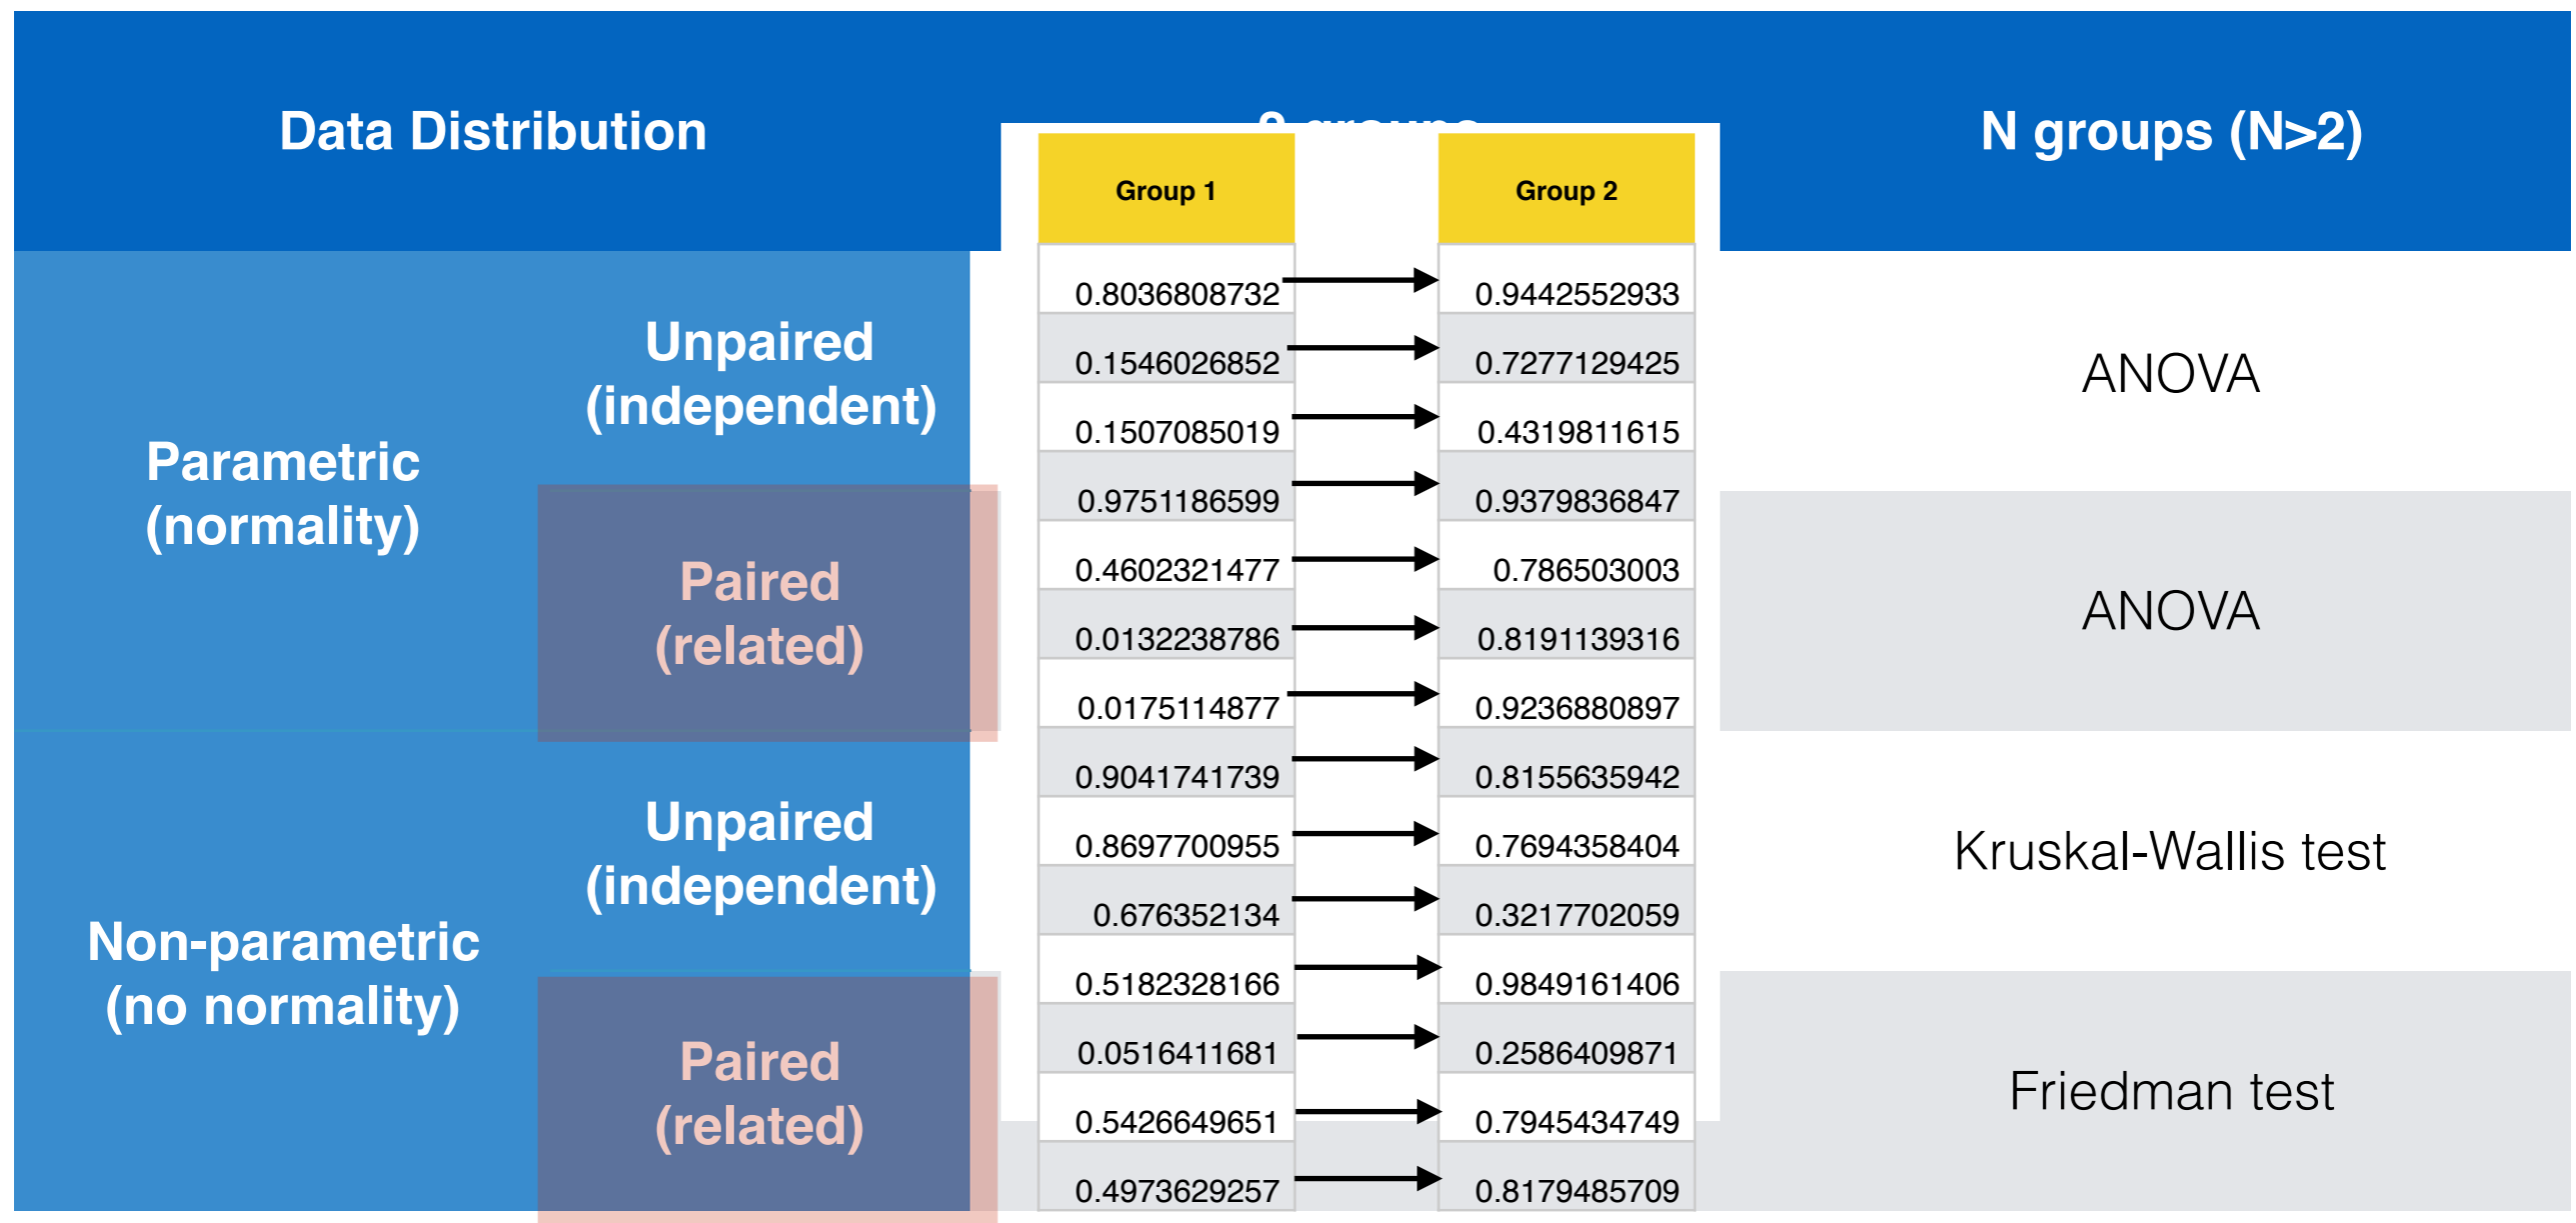 Data Distribution
groups
N groups (N>2)
Group 1
Group 2
Parametric
(normality)
Unpaired
(independent)
Paired
(related)
Non-parametric
(no normality)
Unpaired
(independent)
Paired
(related)
0.8036808732 0.9442552933
0.1546026852 0.7277129425
0.1507085019 0.4319811615
0.9751186599 0.9379836847
0.4602321477 0.786503003
0.0132238786 0.8191139316
0.0175114877 0.9236880897
0.9041741739 0.8155635942
0.8697700955 0.7694358404
0.676352134 0.3217702059
0.5182328166 0.9849161406
0.0516411681 0.2586409871
0.5426649651 0.7945434749
0.4973629257 0.8179485709
ANOVA
ANOVA
Kruskal-Wallis test
Friedman test